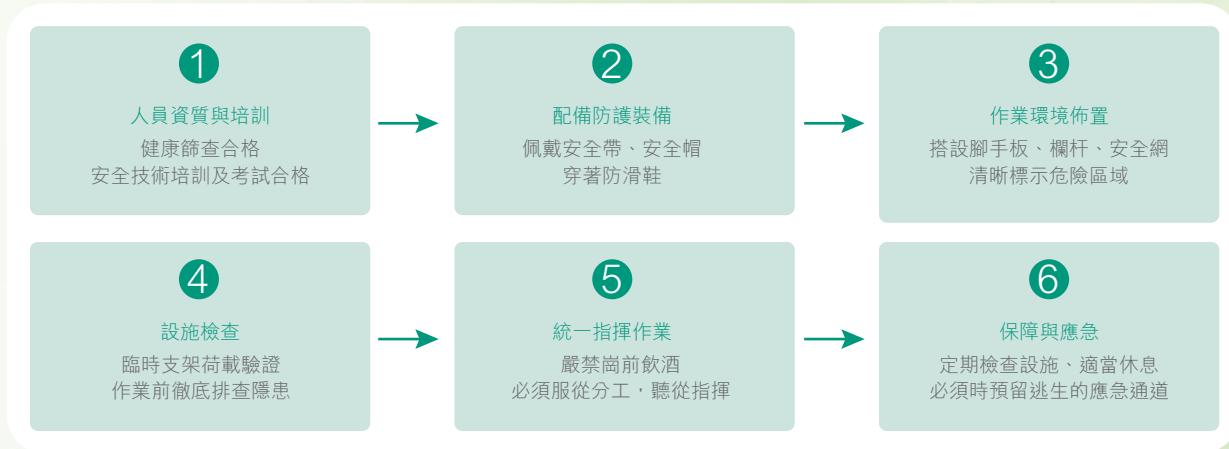 1
人員資質與培訓
健康篩查合格
安全技術培訓及考試合格
2
配備防護裝備
佩戴安全帶、安全帽
穿著防滑鞋
3
作業環境佈置
搭設腳手板、欄杆、安全網
清晰標示危險區域
4
設施檢查
臨時支架荷載驗證
作業前徹底排查隱患
5
統一指揮作業
嚴禁崗前飲酒
必須服從分工，聽從指揮
6
保障與應急
定期檢查設施、適當休息
必須時預留逃生的應急通道